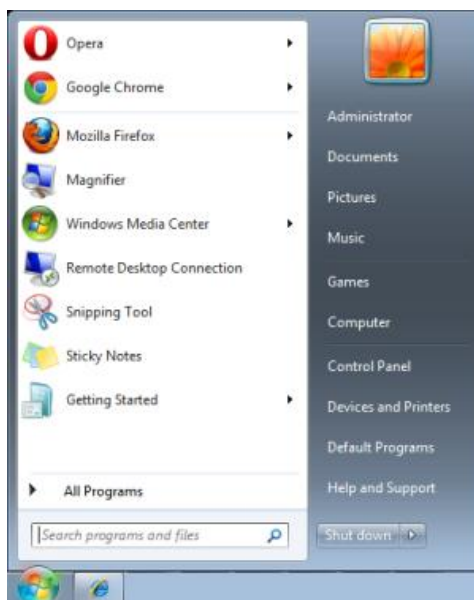 Opera
Google Chrome
Mozilla Firefox
Magnifier
Windows Media Center
Remote Desktop Connection
Snipping Tool
Sticky Notes
Getting Started
All Programs
Search programs and files
Administrator
Documents
Pictures
Music
Games
Computer
Control Panel
Devices and Printers
Default Programs
Help and Support
Shut down